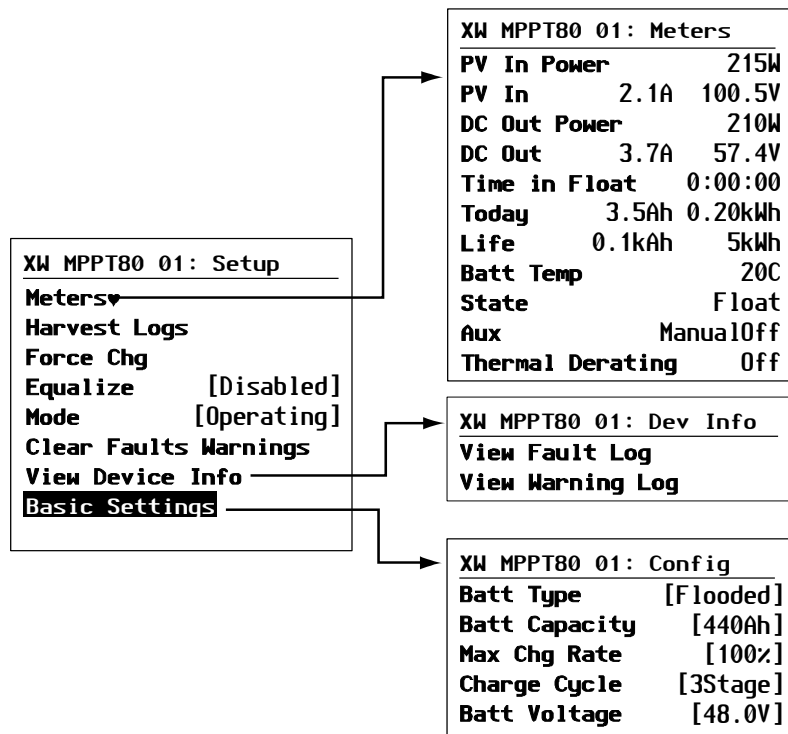 XW MPPT80 01: Setup
Meters♥
Harvest Logs
Force Chg
Equalize [Disabled]
Mode [Operating]
Clear Faults Warnings
View Device Info
Basic Settings
XW MPPT80 01: Meters
PV In Power 215W
PV In 2.1A 100.5V
DC Out Power 210W
DC Out 3.7A 57.4V
Time in Float 0:00:00
Today 3.5Ah 0.20kWh
Life 0.1kAh 5kWh
Batt Temp 20C
State Float
Aux ManualOff
Thermal Derating Off
XW MPPT80 01: Dev Info
View Fault Log
View Warning Log
XW MPPT80 01: Config
Batt Type [Flooded]
Batt Capacity [440Ah]
Max Chg Rate [100%]
Charge Cycle [3Stage]
Batt Voltage [48.0V]